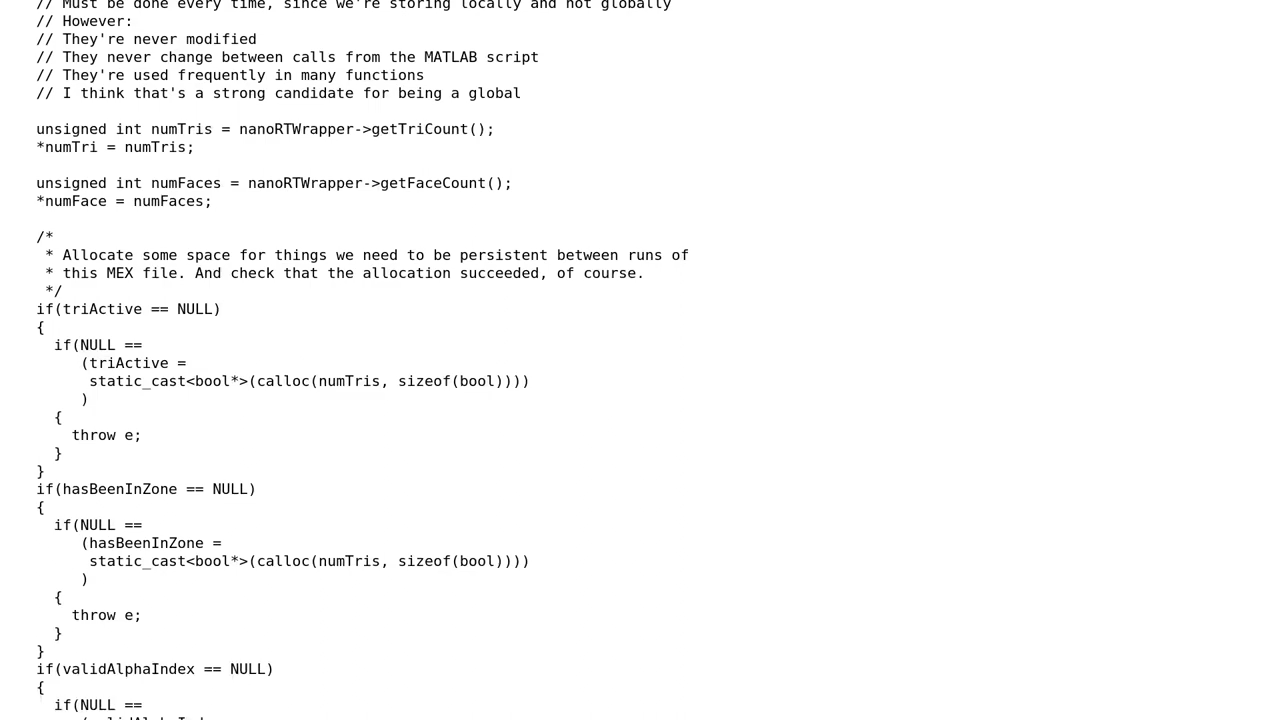 // Must be done every time, since we're storing locally and not globally
// However:
// They're never modified
// They never change between calls from the MATLAB script
// They're used frequently in many functions
// I think that's a strong candidate for being a global
unsigned int numTris = nanoRTWrapper->getTriCount();
*numTri = numTris;
unsigned int numFaces = nanoRTWrapper->getFaceCount();
*numFace = numFaces;
/*
* Allocate some space for things we need to be persistent between runs of
* this MEX file. And check that the allocation succeeded, of course.
*/
if(triActive == NULL)
{
if(NULL ==
(triActive =
static_cast<bool*>(calloc(numTris, sizeof(bool))))
)
{
throw e;
}
}
if(hasBeenInZone == NULL)
{
if(NULL ==
(hasBeenInZone =
static_cast<bool*>(calloc(numTris, sizeof(bool))))
)
{
throw e;
}
}
if(validAlphaIndex == NULL)
{
if(NULL ==